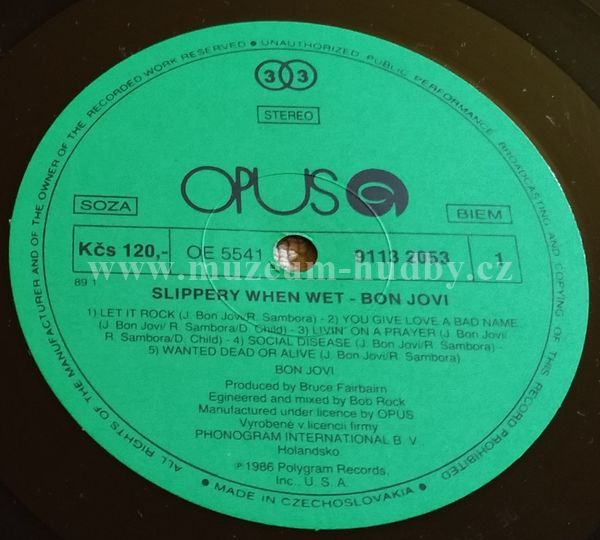 ALL RIGHTS OF THE MANUFACTURER AND OF THE OWNER OF THE RECORDED WORK RESERVED • UNAUTHORIZED PUBLIC PERFORMANCE BROADCASTING AND COPYING OF THIS RECORD PROHIBITED
33
STEREO
OPUS
SOZA
BIEM
Kčs 120,- OE 5541 9113 2053 1
www.muzeum-hudby.cz
89 1
SLIPPERY WHEN WET - BON JOVI
1) LET IT ROCK (J. Bon Jovi/R. Sambora) - 2) YOU GIVE LOVE A BAD NAME
(J. Bon Jovi/ R. Sambora/D. Child) - 3) LIVIN' ON A PRAYER (J. Bon Jovi/
R. Sambora/D. Child) - 4) SOCIAL DISEASE (J. Bon Jovi/R. Sambora)-
5) WANTED DEAD OR ALIVE (J. Bon Jovi/R. Sambora)
BON JOVI
Produced by Bruce Fairbairn
Egineered and mixed by Bob Rock
Manufactured under licence by OPUS
Vyrobené v licencii firmy
PHONOGRAM INTERNATIONAL B. V.
Holandsko
℗ 1986 Polygram Records,
Inc., U. S. A.
• MADE IN CZECHOSLOVAKIA •